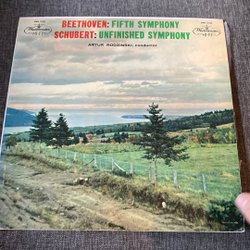 BEETHOVEN: FIFTH SYMPHONY
SCHUBERT: UNFINISHED SYMPHONY
ARTUR RODZINSKI, conductor